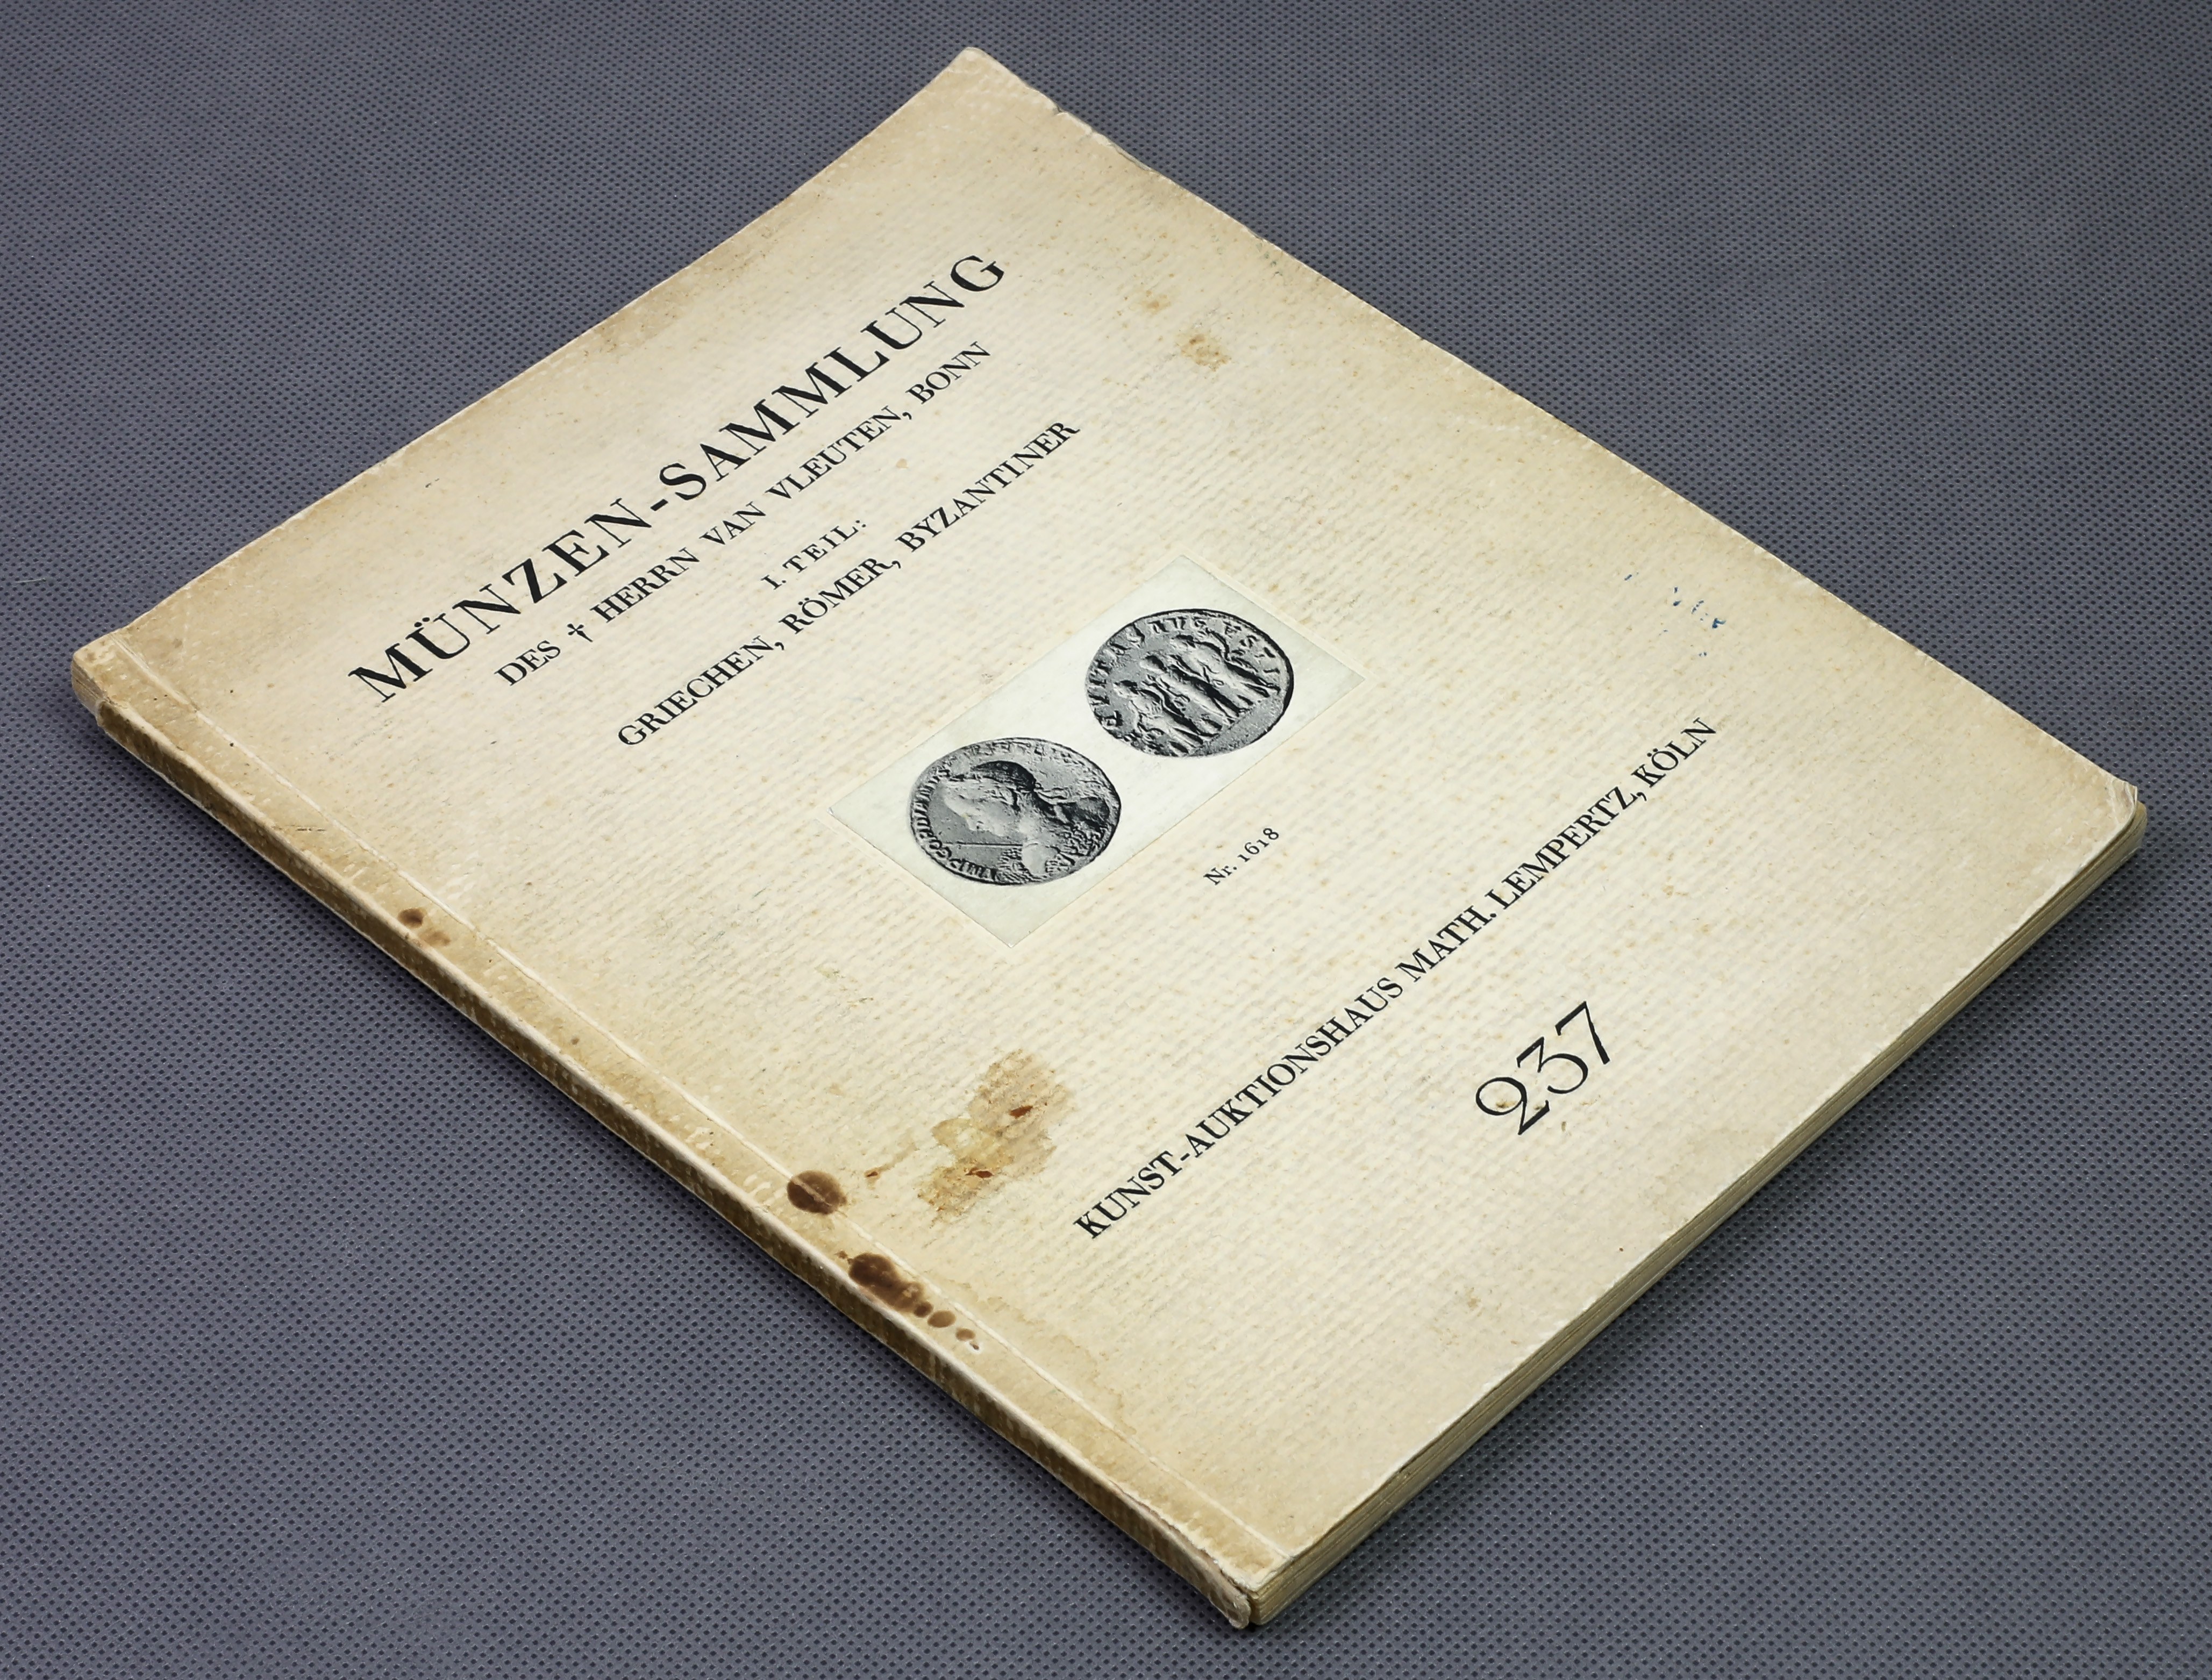 MÜNZEN-SAMMLUNG
DES † HERRN VAN VLEUTEN, BONN
I. TEIL:
GRIECHEN, RÖMER, BYZANTINER
Nr. 1618
KUNST-AUKTIONSHAUS MATH. LEMPERTZ, KÖLN
237